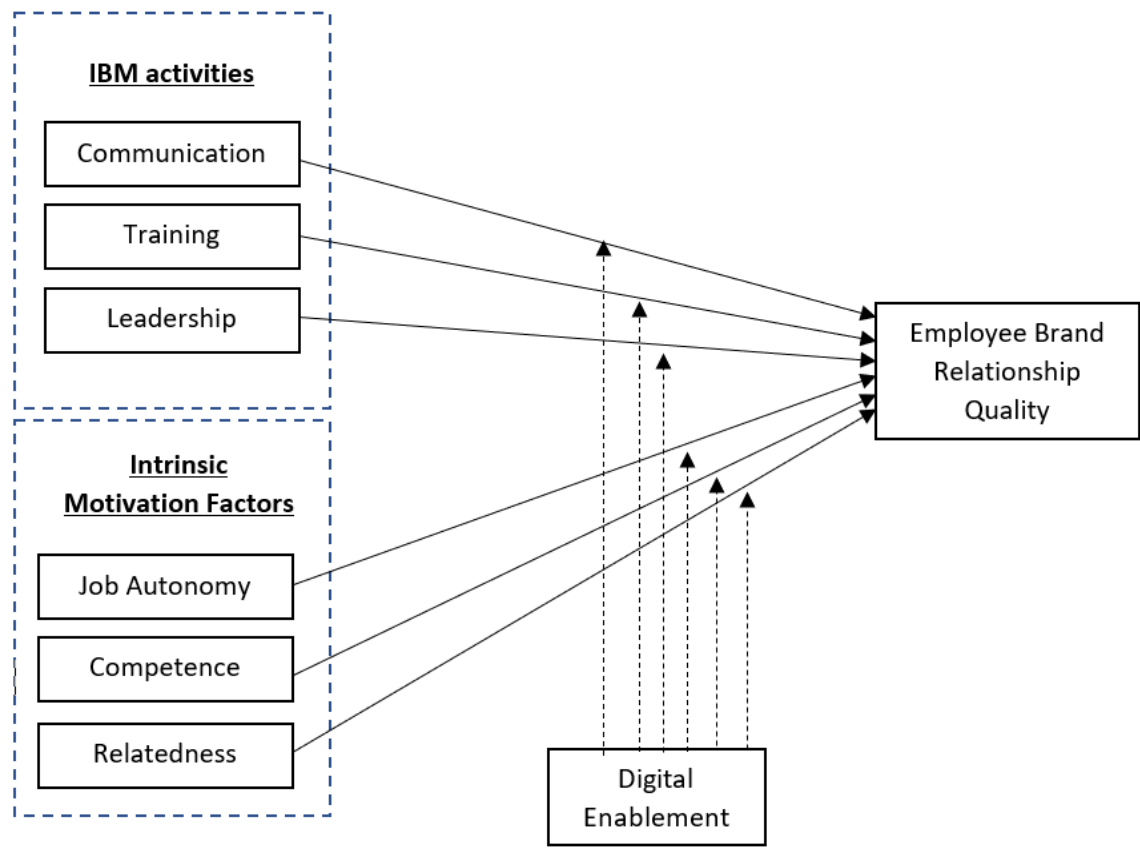 IBM activities
Communication
Training
Leadership
Employee Brand
Relationship
Quality
Intrinsic
Motivation Factors
Job Autonomy
Competence
Relatedness
Digital
Enablement